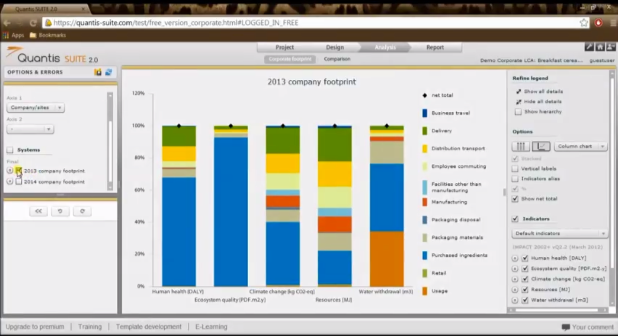 Quantis SUITE 2.0
https://quantis-suite.com/test/free_version_corporate.html#LOGGED_IN_FREE
Apps Bookmarks
Quantis SUITE 2.0
Project Design Analysis Report
Corporate footprint Comparison
Demo Corporate LCA: Breakfast cerea... guestuser
OPTIONS & ERRORS
Axis 1
Company/sites
Axis 2
-
Systems
Final
2013 company footprint
2014 company footprint
2013 company footprint
120%
100%
80%
60%
40%
20%
0%
Human health (DALY)
Ecosystem quality (PDF.m2.y)
Climate change (kg CO2-eq)
Resources (MJ)
Water withdrawal (m3)
net total
Business travel
Delivery
Distribution transport
Employee commuting
Facilities other than
manufacturing
Manufacturing
Packaging disposal
Packaging materials
Purchased ingredients
Retail
Usage
Refine legend
Show all details
Hide all details
Show hierarchy
Options
Column chart
Stacked
Vertical labels
Indicators alias
%
Show net total
Indicators
Default indicators
IMPACT 2002+ vQ2.2 (March 2012)
Human health [DALY]
Ecosystem quality [PDF.m2.y]
Climate change [kg CO2-eq]
Resources [MJ]
Water withdrawal [m3]
Upgrade to premium | Training | Template development | E-Learning
Your comment